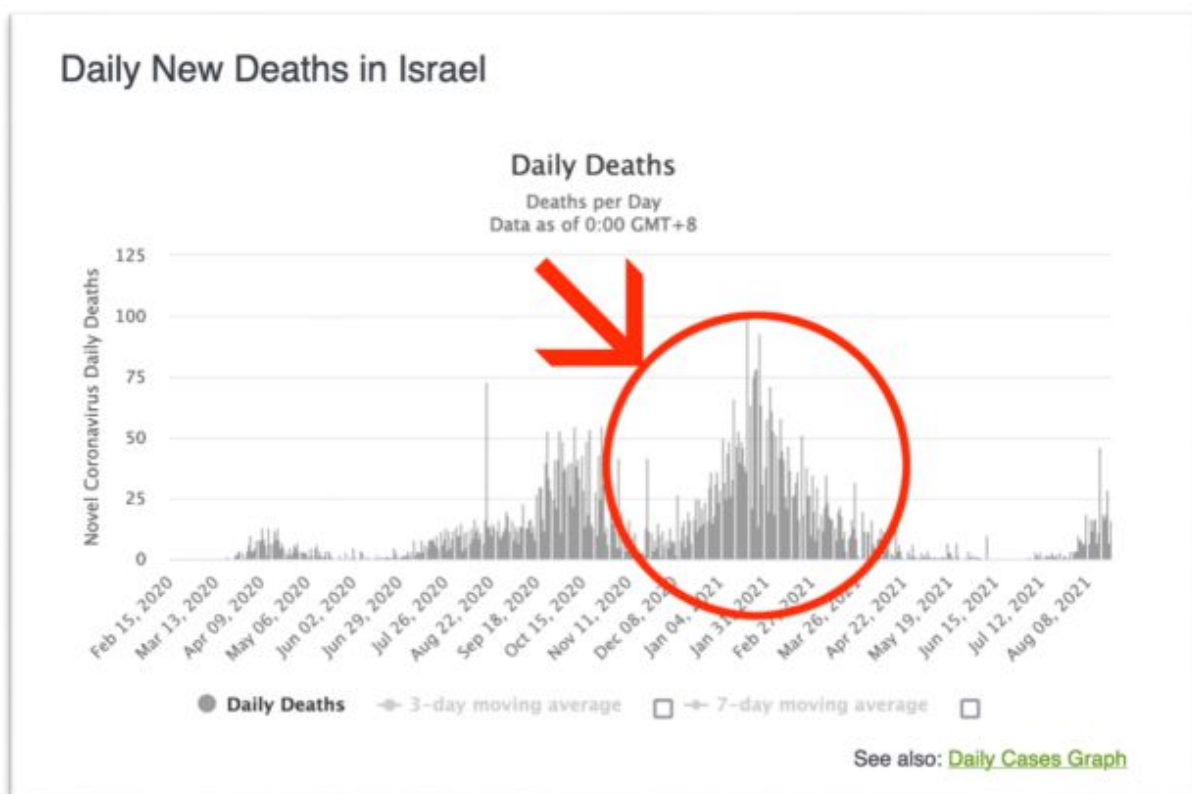 Daily New Deaths in Israel
Daily Deaths
Deaths per Day
Data as of 0:00 GMT+8
Novel Coronavirus Daily Deaths
125
100
75
50
25
0
Feb 15, 2020
Mar 13, 2020
Apr 09, 2020
May 06, 2020
Jun 02, 2020
Jun 29, 2020
Jul 26, 2020
Aug 22, 2020
Sep 18, 2020
Oct 15, 2020
Nov 11, 2020
Dec 08, 2020
Jan 04, 2021
Jan 31, 2021
Feb 27, 2021
Mar 26, 2021
Apr 22, 2021
May 19, 2021
Jun 15, 2021
Jul 12, 2021
Aug 08, 2021
Daily Deaths 3-day moving average 7-day moving average
See also: Daily Cases Graph